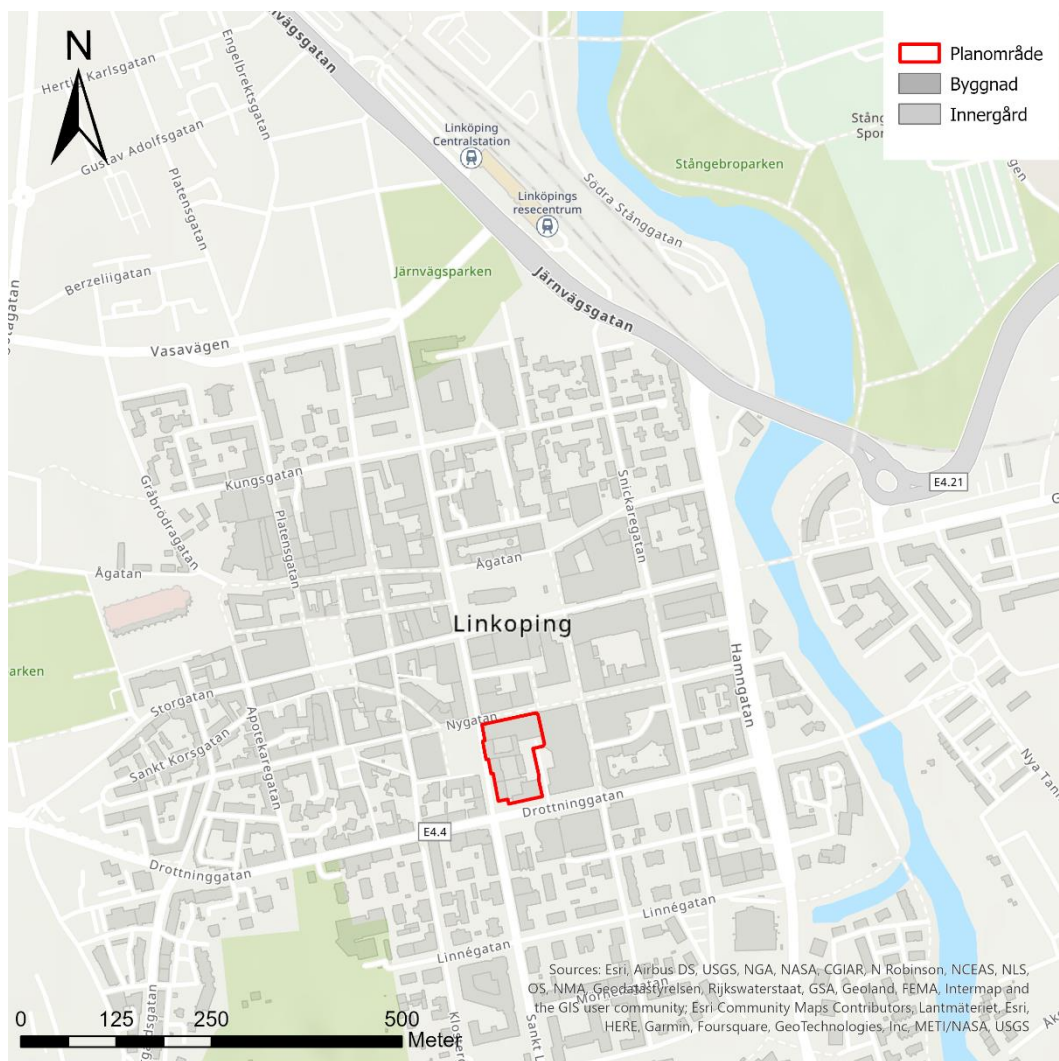 N
Järnvägsgatan
Hertig Karlsgatan
Engelbrektsgatan
Gustav Adolfsgatan
Platensgatan
Berzeliigatan
Vasavägen
Linköping
Centralstation
Linköpings
resecentrum
Södra Stånggatan
Stångebroparken
Järnvägsparken
Järnvägsgatan
Planområde
Byggnad
Innergård
E4.21
Kungsgatan
Snickaregatan
Gråbrödragatan
Platensgatan
Ågatan
Ågatan
Linkoping
Hamngatan
Storgatan
Nygatan
Apotekaregatan
Sankt Korsgatan
Drottninggatan
E4.4
Drottninggatan
Linnégatan
Linnégatan
Sources: Esri, Airbus DS, USGS, NGA, NASA, CGIAR, N Robinson, NCEAS, NLS,
OS, NMA, Geodatastyrelsen, Rijkswaterstaat, GSA, Geoland, FEMA, Intermap and
the GIS user community, Esri Community Maps Contributors, Lantmäteriet, Esri,
HERE, Garmin, Foursquare, GeoTechnologies, Inc, METI/NASA, USGS
0 125 250 500
Meter